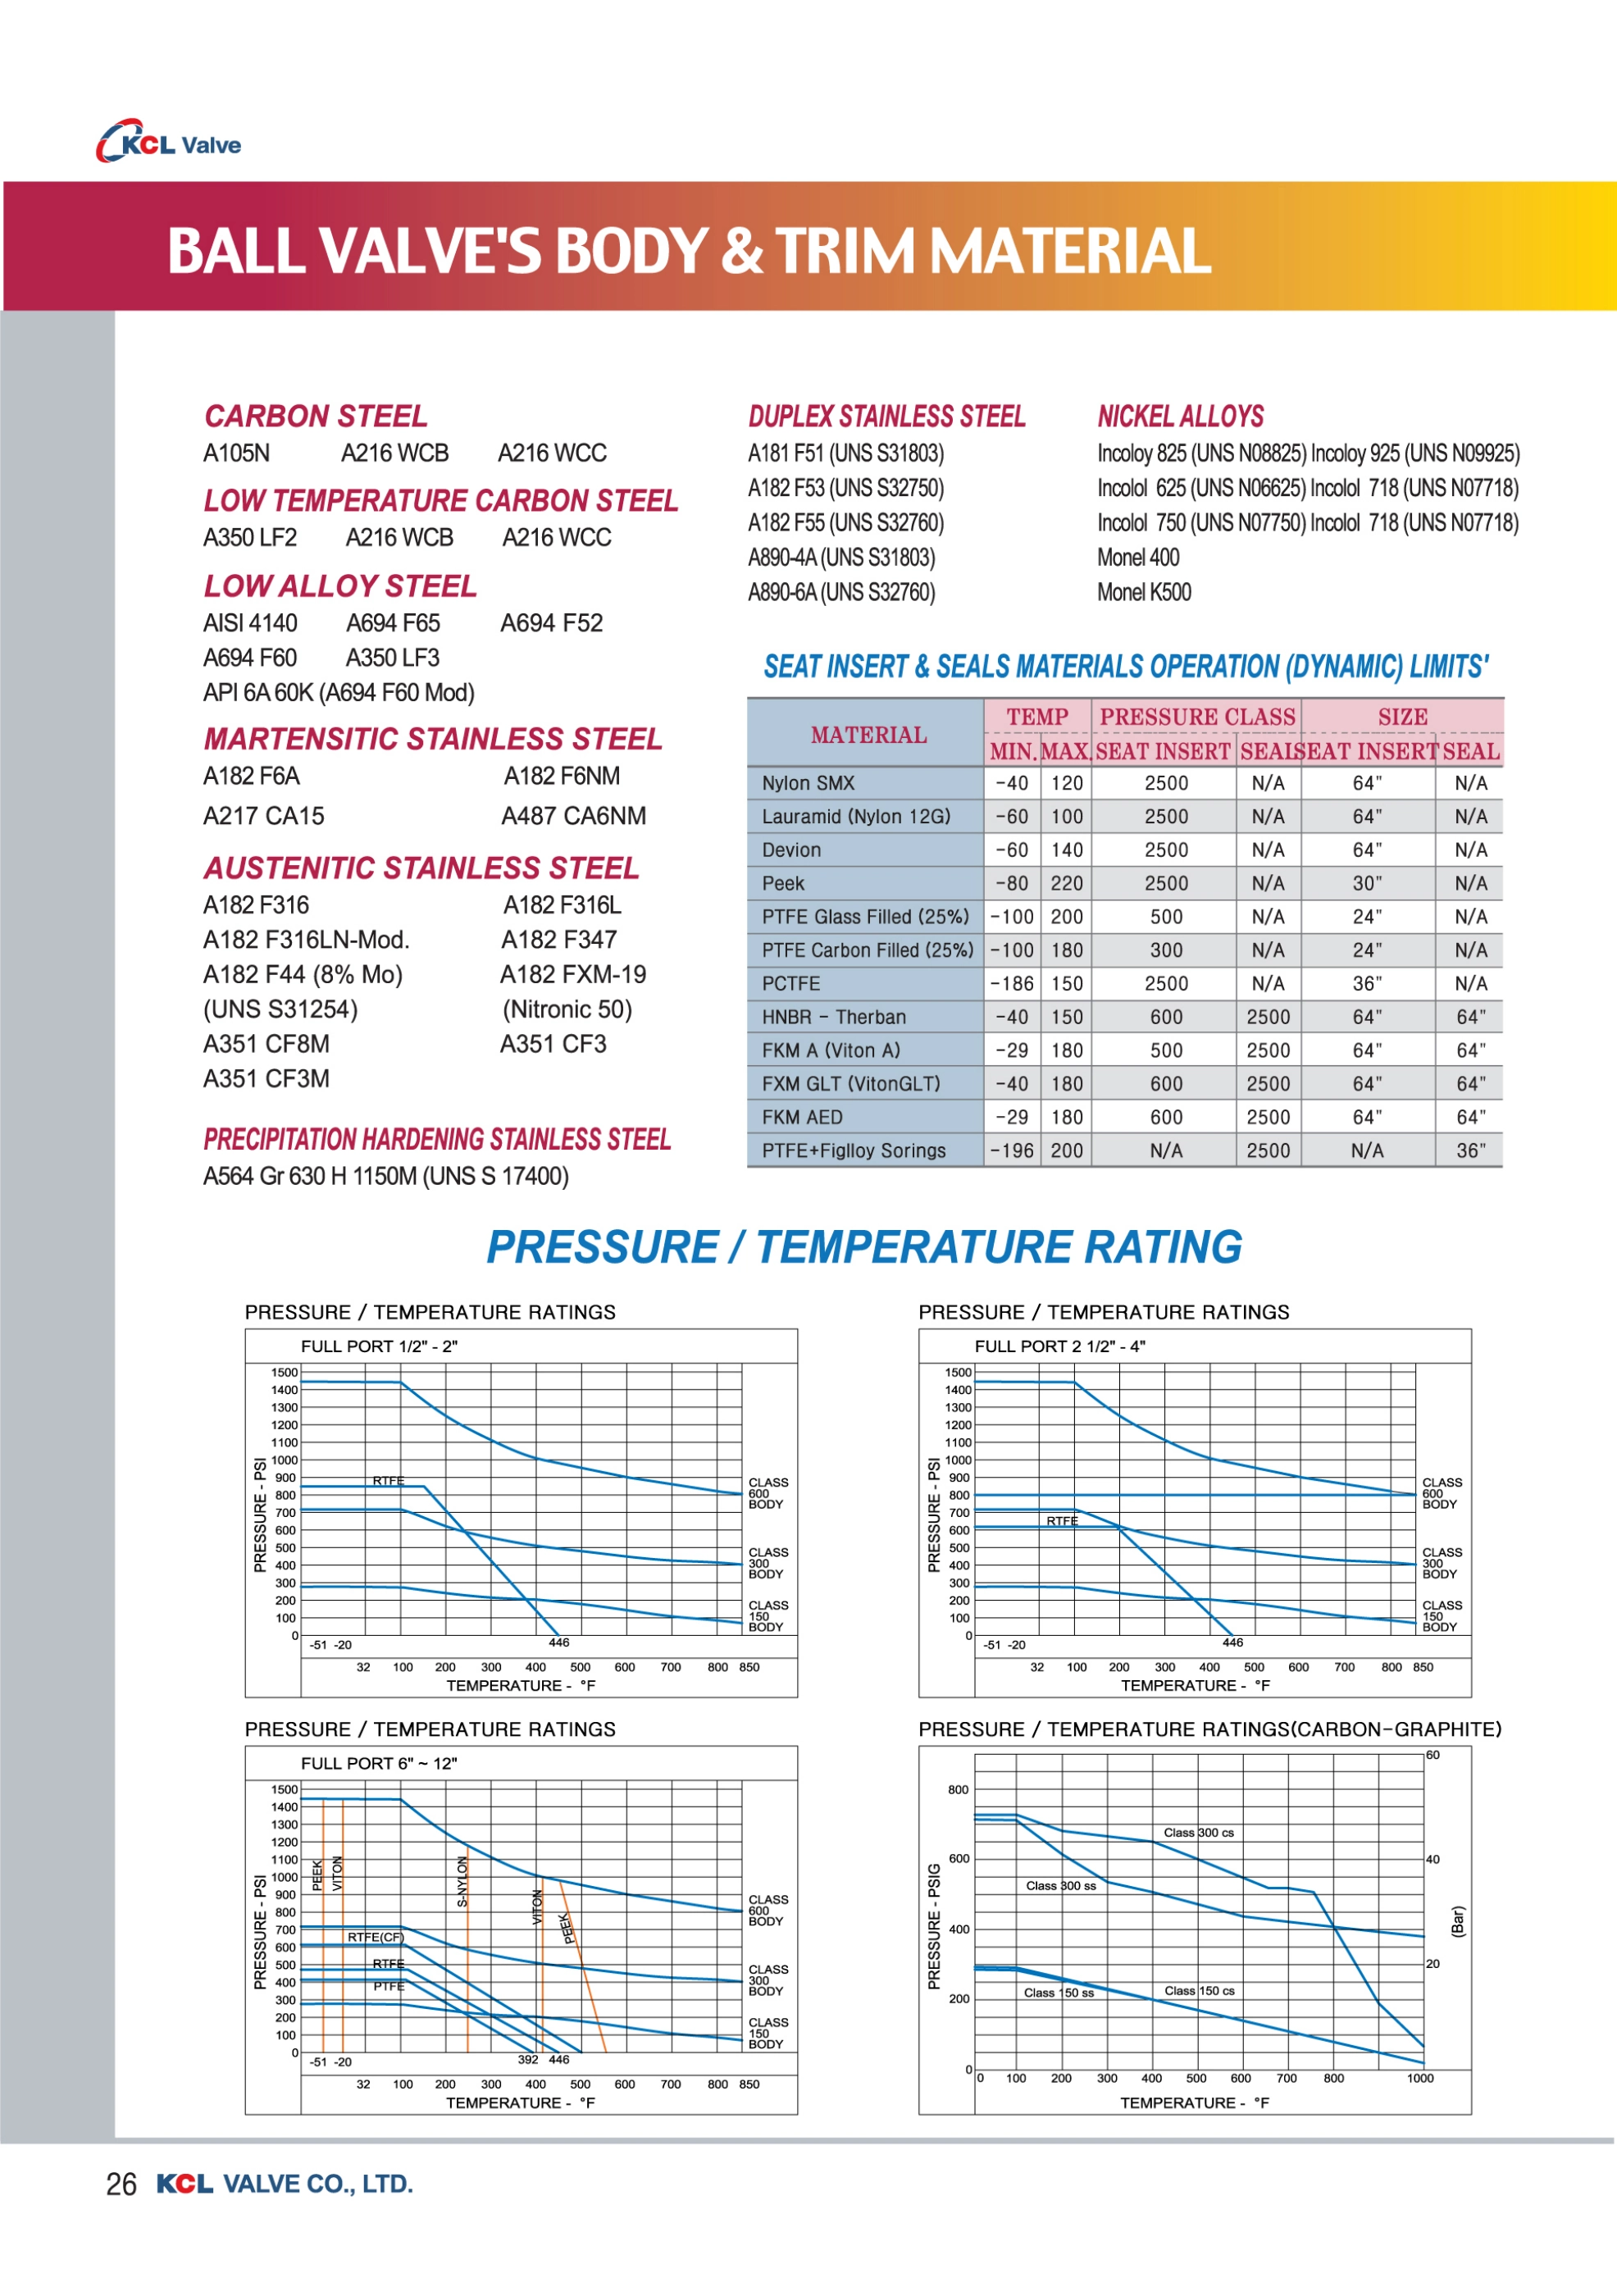 KCL Valve
BALL VALVE'S BODY & TRIM MATERIAL
CARBON STEEL
A105N A216 WCB A216 WCC
LOW TEMPERATURE CARBON STEEL
A350 LF2 A216 WCB A216 WCC
LOW ALLOY STEEL
AISI 4140 A694 F65 A694 F52
A694 F60 A350 LF3
API 6A 60K (A694 F60 Mod)
MARTENSITIC STAINLESS STEEL
A182 F6A A182 F6NM
A217 CA15 A487 CA6NM
AUSTENITIC STAINLESS STEEL
A182 F316 A182 F316L
A182 F316LN-Mod. A182 F347
A182 F44 (8% Mo) A182 FXM-19
(UNS S31254) (Nitronic 50)
A351 CF8M A351 CF3
A351 CF3M
PRECIPITATION HARDENING STAINLESS STEEL
A564 Gr 630 H 1150M (UNS S 17400)
DUPLEX STAINLESS STEEL
A181 F51 (UNS S31803)
A182 F53 (UNS S32750)
A182 F55 (UNS S32760)
A890-4A (UNS S31803)
A890-6A (UNS S32760)
NICKEL ALLOYS
Incoloy 825 (UNS N08825) Incoloy 925 (UNS N09925)
Incolol 625 (UNS N06625) Incolol 718 (UNS N07718)
Incolol 750 (UNS N07750) Incolol 718 (UNS N07718)
Monel 400
Monel K500
SEAT INSERT & SEALS MATERIALS OPERATION (DYNAMIC) LIMITS'
MATERIAL TEMP PRESSURE CLASS SIZE
MIN. MAX. SEAT INSERT SEAL SEAT INSERT SEAL
Nylon SMX -40 120 2500 N/A 64" N/A
Lauramid (Nylon 12G) -60 100 2500 N/A 64" N/A
Devion -60 140 2500 N/A 64" N/A
Peek -80 220 2500 N/A 30" N/A
PTFE Glass Filled (25%) -100 200 500 N/A 24" N/A
PTFE Carbon Filled (25%) -100 180 300 N/A 24" N/A
PCTFE -186 150 2500 N/A 36" N/A
HNBR - Therban -40 150 600 2500 64" 64"
FKM A (Viton A) -29 180 500 2500 64" 64"
FXM GLT (VitonGLT) -40 180 600 2500 64" 64"
FKM AED -29 180 600 2500 64" 64"
PTFE+Figlloy Sorings -196 200 N/A 2500 N/A 36"
PRESSURE / TEMPERATURE RATING
PRESSURE / TEMPERATURE RATINGS
FULL PORT 1/2" - 2"
PRESSURE - PSI
1500
1400
1300
1200
1100
1000
900
800
700
600
500
400
300
200
100
0
RTFE
CLASS
600
BODY
CLASS
300
BODY
CLASS
150
BODY
-51 -20 446
32 100 200 300 400 500 600 700 800 850
TEMPERATURE - °F
PRESSURE / TEMPERATURE RATINGS
FULL PORT 2 1/2" - 4"
PRESSURE - PSI
1500
1400
1300
1200
1100
1000
900
800
700
600
500
400
300
200
100
0
RTFE
CLASS
600
BODY
CLASS
300
BODY
CLASS
150
BODY
-51 -20 446
32 100 200 300 400 500 600 700 800 850
TEMPERATURE - °F
PRESSURE / TEMPERATURE RATINGS
FULL PORT 6" ~ 12"
PRESSURE - PSI
1500
1400
1300
1200
1100
1000
900
800
700
600
500
400
300
200
100
0
PEEK
VITON
S-NYLON
VITON
PEEK
RTFE(CF)
RTFE
PTFE
CLASS
600
BODY
CLASS
300
BODY
CLASS
150
BODY
-51 -20 392 446
32 100 200 300 400 500 600 700 800 850
TEMPERATURE - °F
PRESSURE / TEMPERATURE RATINGS(CARBON-GRAPHITE)
PRESSURE - PSIG
800
600
400
200
0
60
40
20
(Bar)
Class 300 cs
Class 300 ss
Class 150 ss
Class 150 cs
0 100 200 300 400 500 600 700 800 1000
TEMPERATURE - °F
26 KCL VALVE CO., LTD.